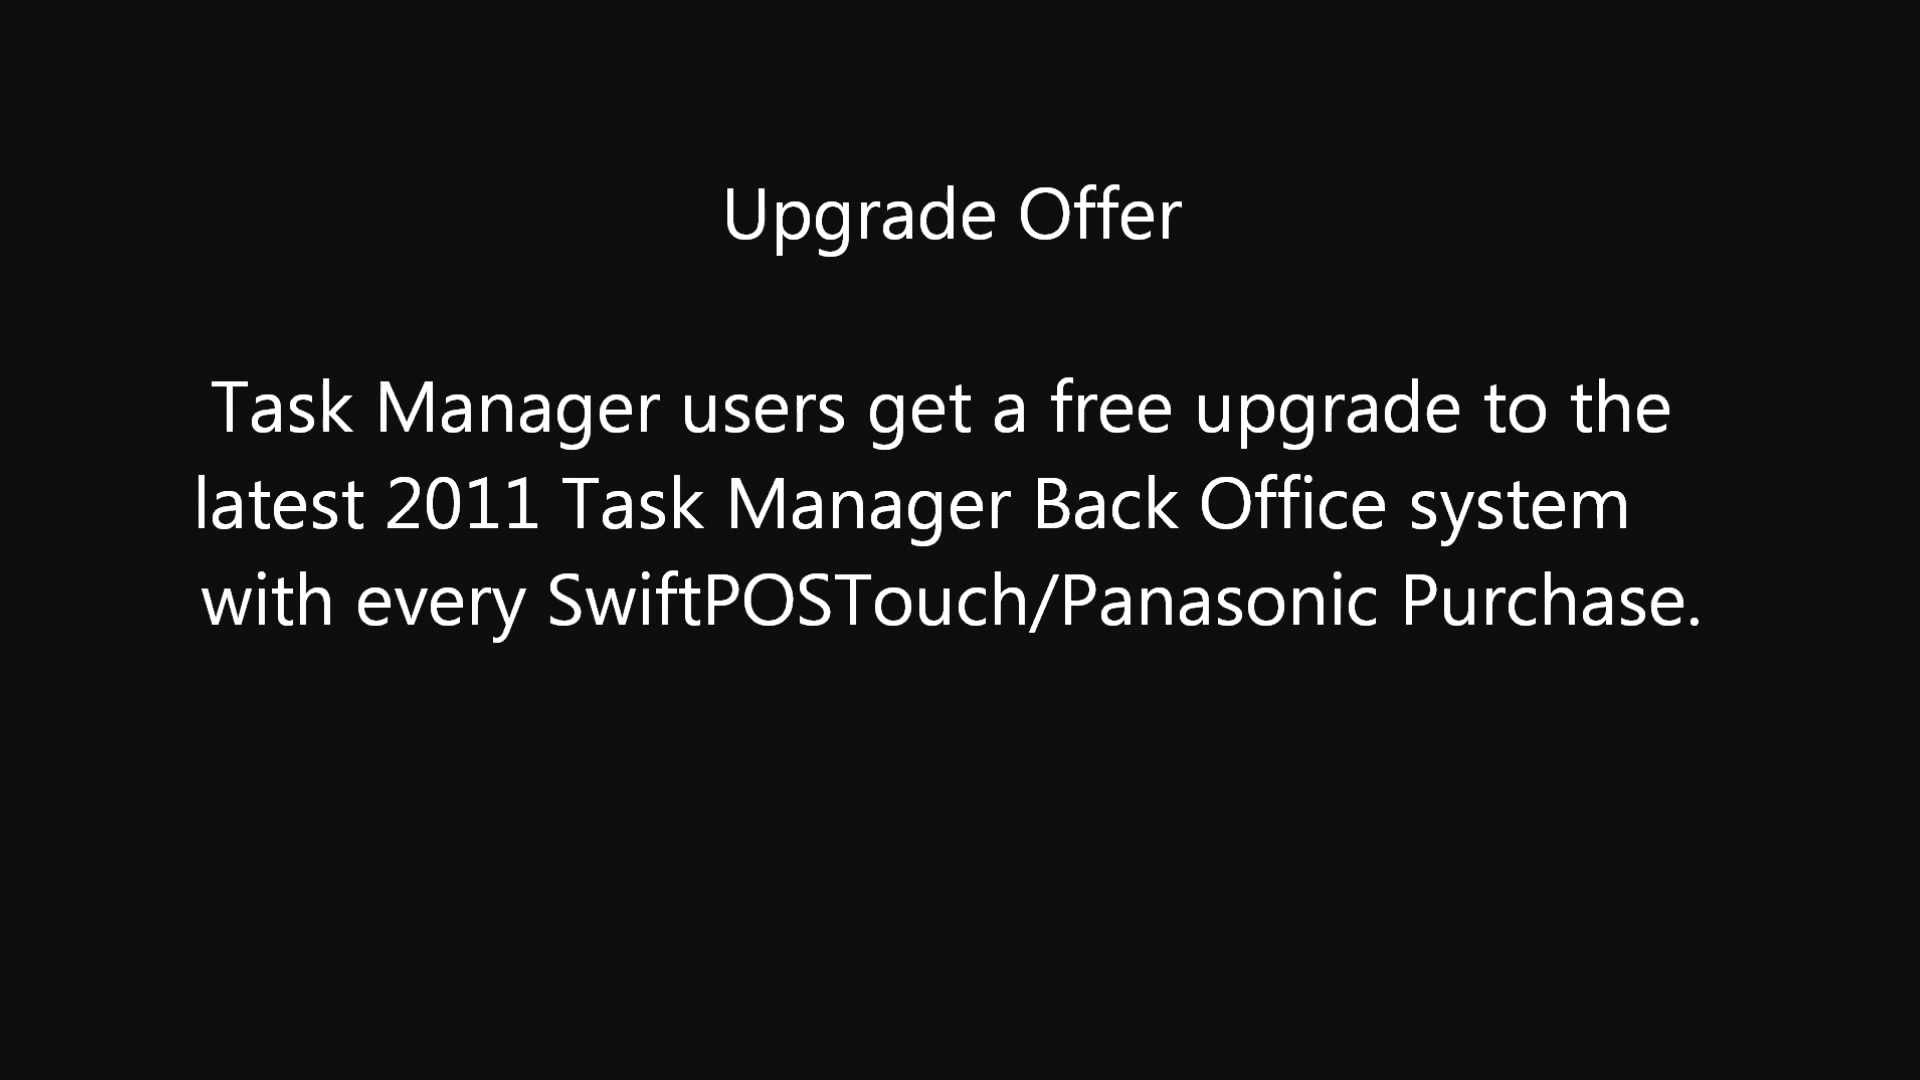 Upgrade Offer
Task Manager users get a free upgrade to the
latest 2011 Task Manager Back Office system
with every SwiftPOSTouch/Panasonic Purchase.